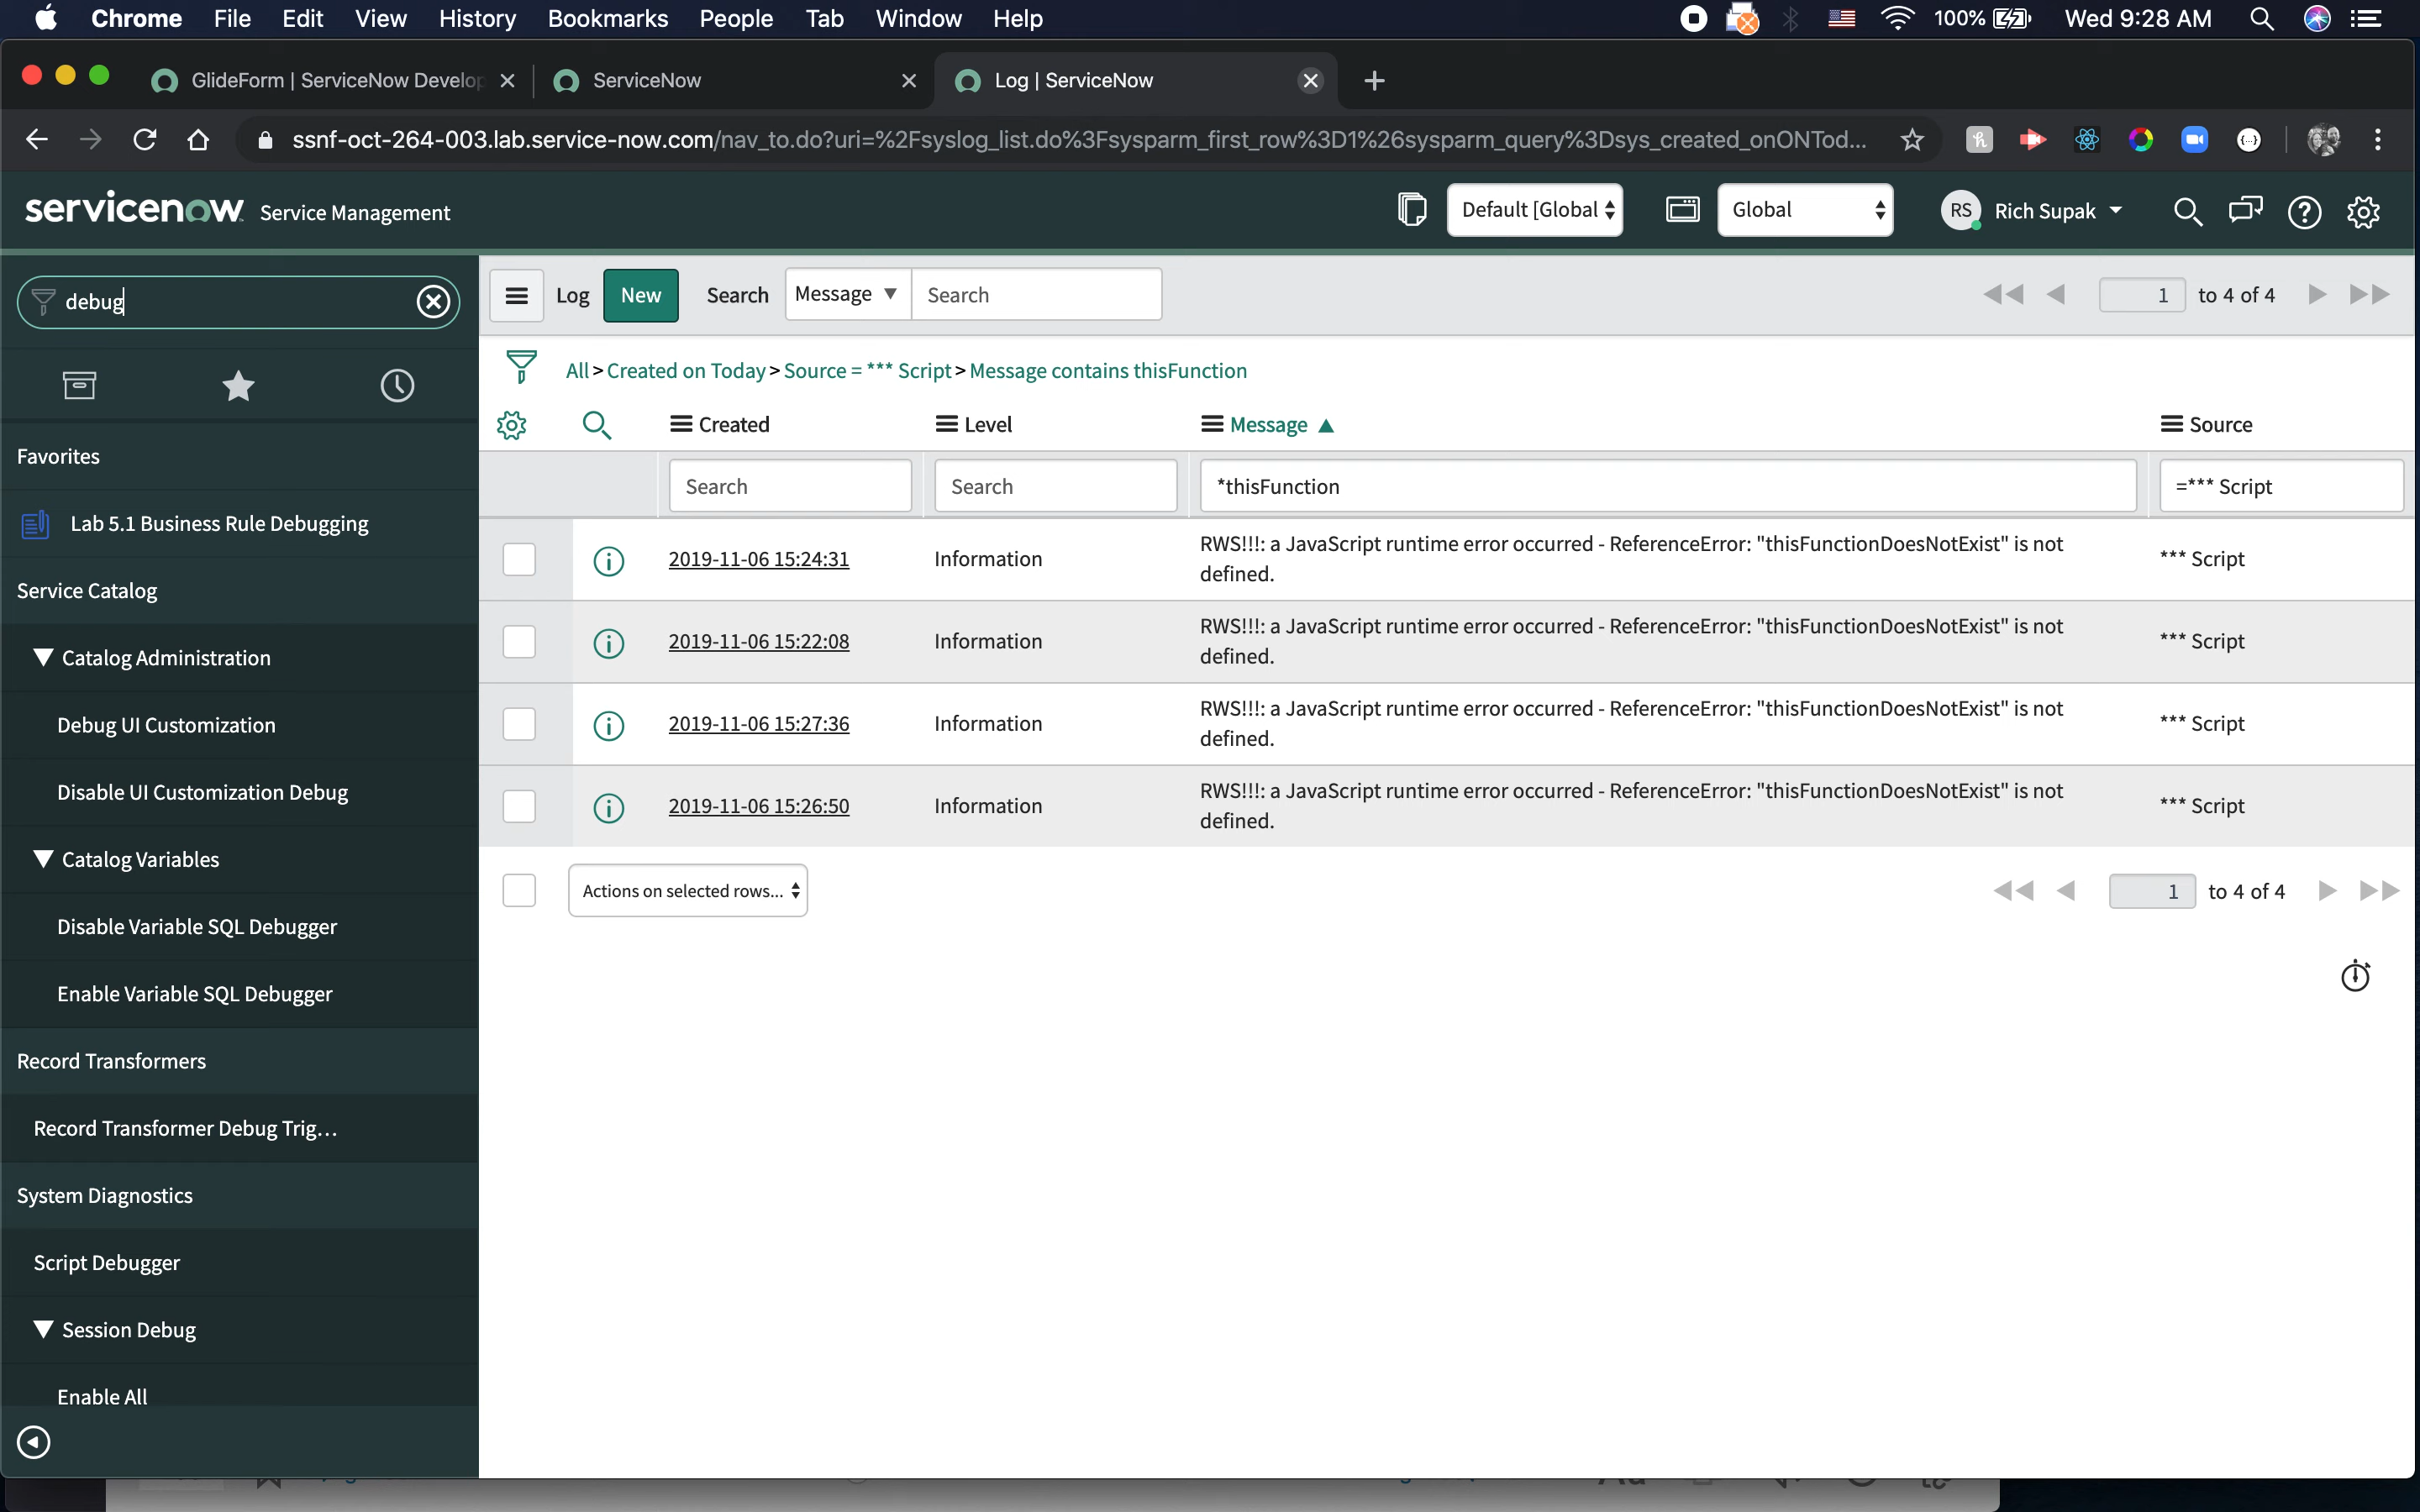 Chrome File Edit View History Bookmarks People Tab Window Help 100% Wed 9:28 AM
GlideForm | ServiceNow Develop ServiceNow Log | ServiceNow
ssnf-oct-264-003.lab.service-now.com/nav_to.do?uri=%2Fsyslog_list.do%3Fsysparm_first_row%3D1%26sysparm_query%3Dsys_created_onONTod...
servicenow Service Management Default [Global Global RS Rich Supak
debug
Log New Search Message Search 1 to 4 of 4
All > Created on Today > Source = *** Script > Message contains thisFunction
Created Level Message Source
Search Search *thisFunction =*** Script
2019-11-06 15:24:31 Information RWS!!!: a JavaScript runtime error occurred - ReferenceError: "thisFunctionDoesNotExist" is not *** Script
defined.
2019-11-06 15:22:08 Information RWS!!!: a JavaScript runtime error occurred - ReferenceError: "thisFunctionDoesNotExist" is not *** Script
defined.
2019-11-06 15:27:36 Information RWS!!!: a JavaScript runtime error occurred - ReferenceError: "thisFunctionDoesNotExist" is not *** Script
defined.
2019-11-06 15:26:50 Information RWS!!!: a JavaScript runtime error occurred - ReferenceError: "thisFunctionDoesNotExist" is not *** Script
defined.
Actions on selected rows... 1 to 4 of 4
Favorites
Lab 5.1 Business Rule Debugging
Service Catalog
Catalog Administration
Debug UI Customization
Disable UI Customization Debug
Catalog Variables
Disable Variable SQL Debugger
Enable Variable SQL Debugger
Record Transformers
Record Transformer Debug Trig...
System Diagnostics
Script Debugger
Session Debug
Enable All